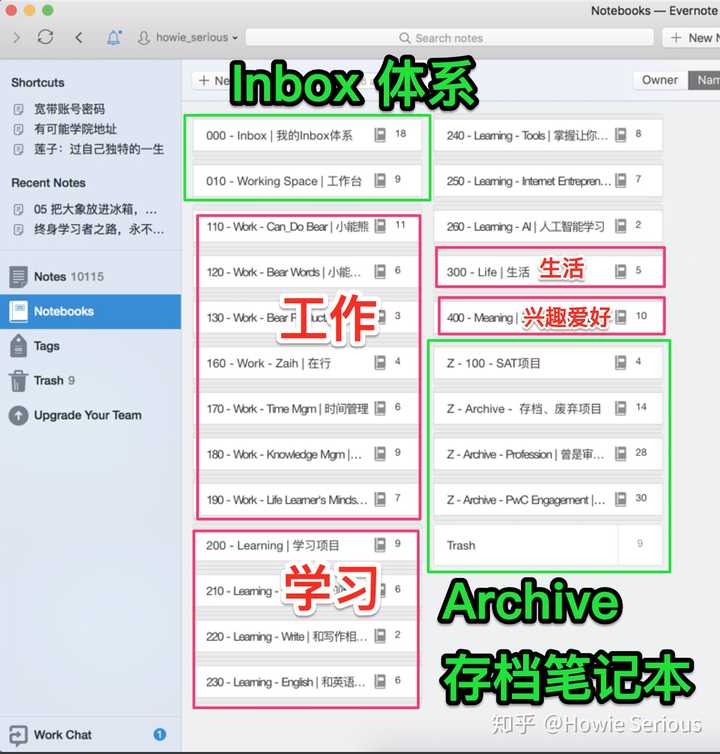 Notebooks — Evernote
howie_serious
Search notes
+ New N
Shortcuts
宽带账号密码
有可能学院地址
莲子：过自己独特的一生
Recent Notes
05 把大象放进冰箱，...
终身学习者之路，永不...
Notes 10115
Notebooks
Tags
Trash 9
Upgrade Your Team
Work Chat 1
+ Ne
Owner
Nam
Inbox 体系
000 - Inbox | 我的Inbox体系 18
010 - Working Space | 工作台 9
110 - Work - Can_Do Bear | 小能熊 11
120 - Work - Bear Words | 小能... 6
130 - Work - Bear 3
工作
160 - Work - Zaih | 在行 4
170 - Work - Time Mgm | 时间管理 6
180 - Work - Knowledge Mgm |... 9
190 - Work - Life Learner's Minds... 7
200 - Learning | 学习项目 9
210 - Learning - 6
学习
220 - Learning - Write | 和写作相... 2
230 - Learning - English | 和英语... 6
240 - Learning - Tools | 掌握让你... 8
250 - Learning - Internet Entrepren... 7
260 - Learning - AI | 人工智能学习 2
300 - Life | 生活 5
生活
400 - Meaning | 10
兴趣爱好
Z - 100 - SAT项目 4
Z - Archive - 存档、废弃项目 14
Z - Archive - Profession | 曾是审... 28
Z - Archive - PwC Engagement |... 30
Trash 9
Archive
存档笔记本
知乎 @Howie Serious